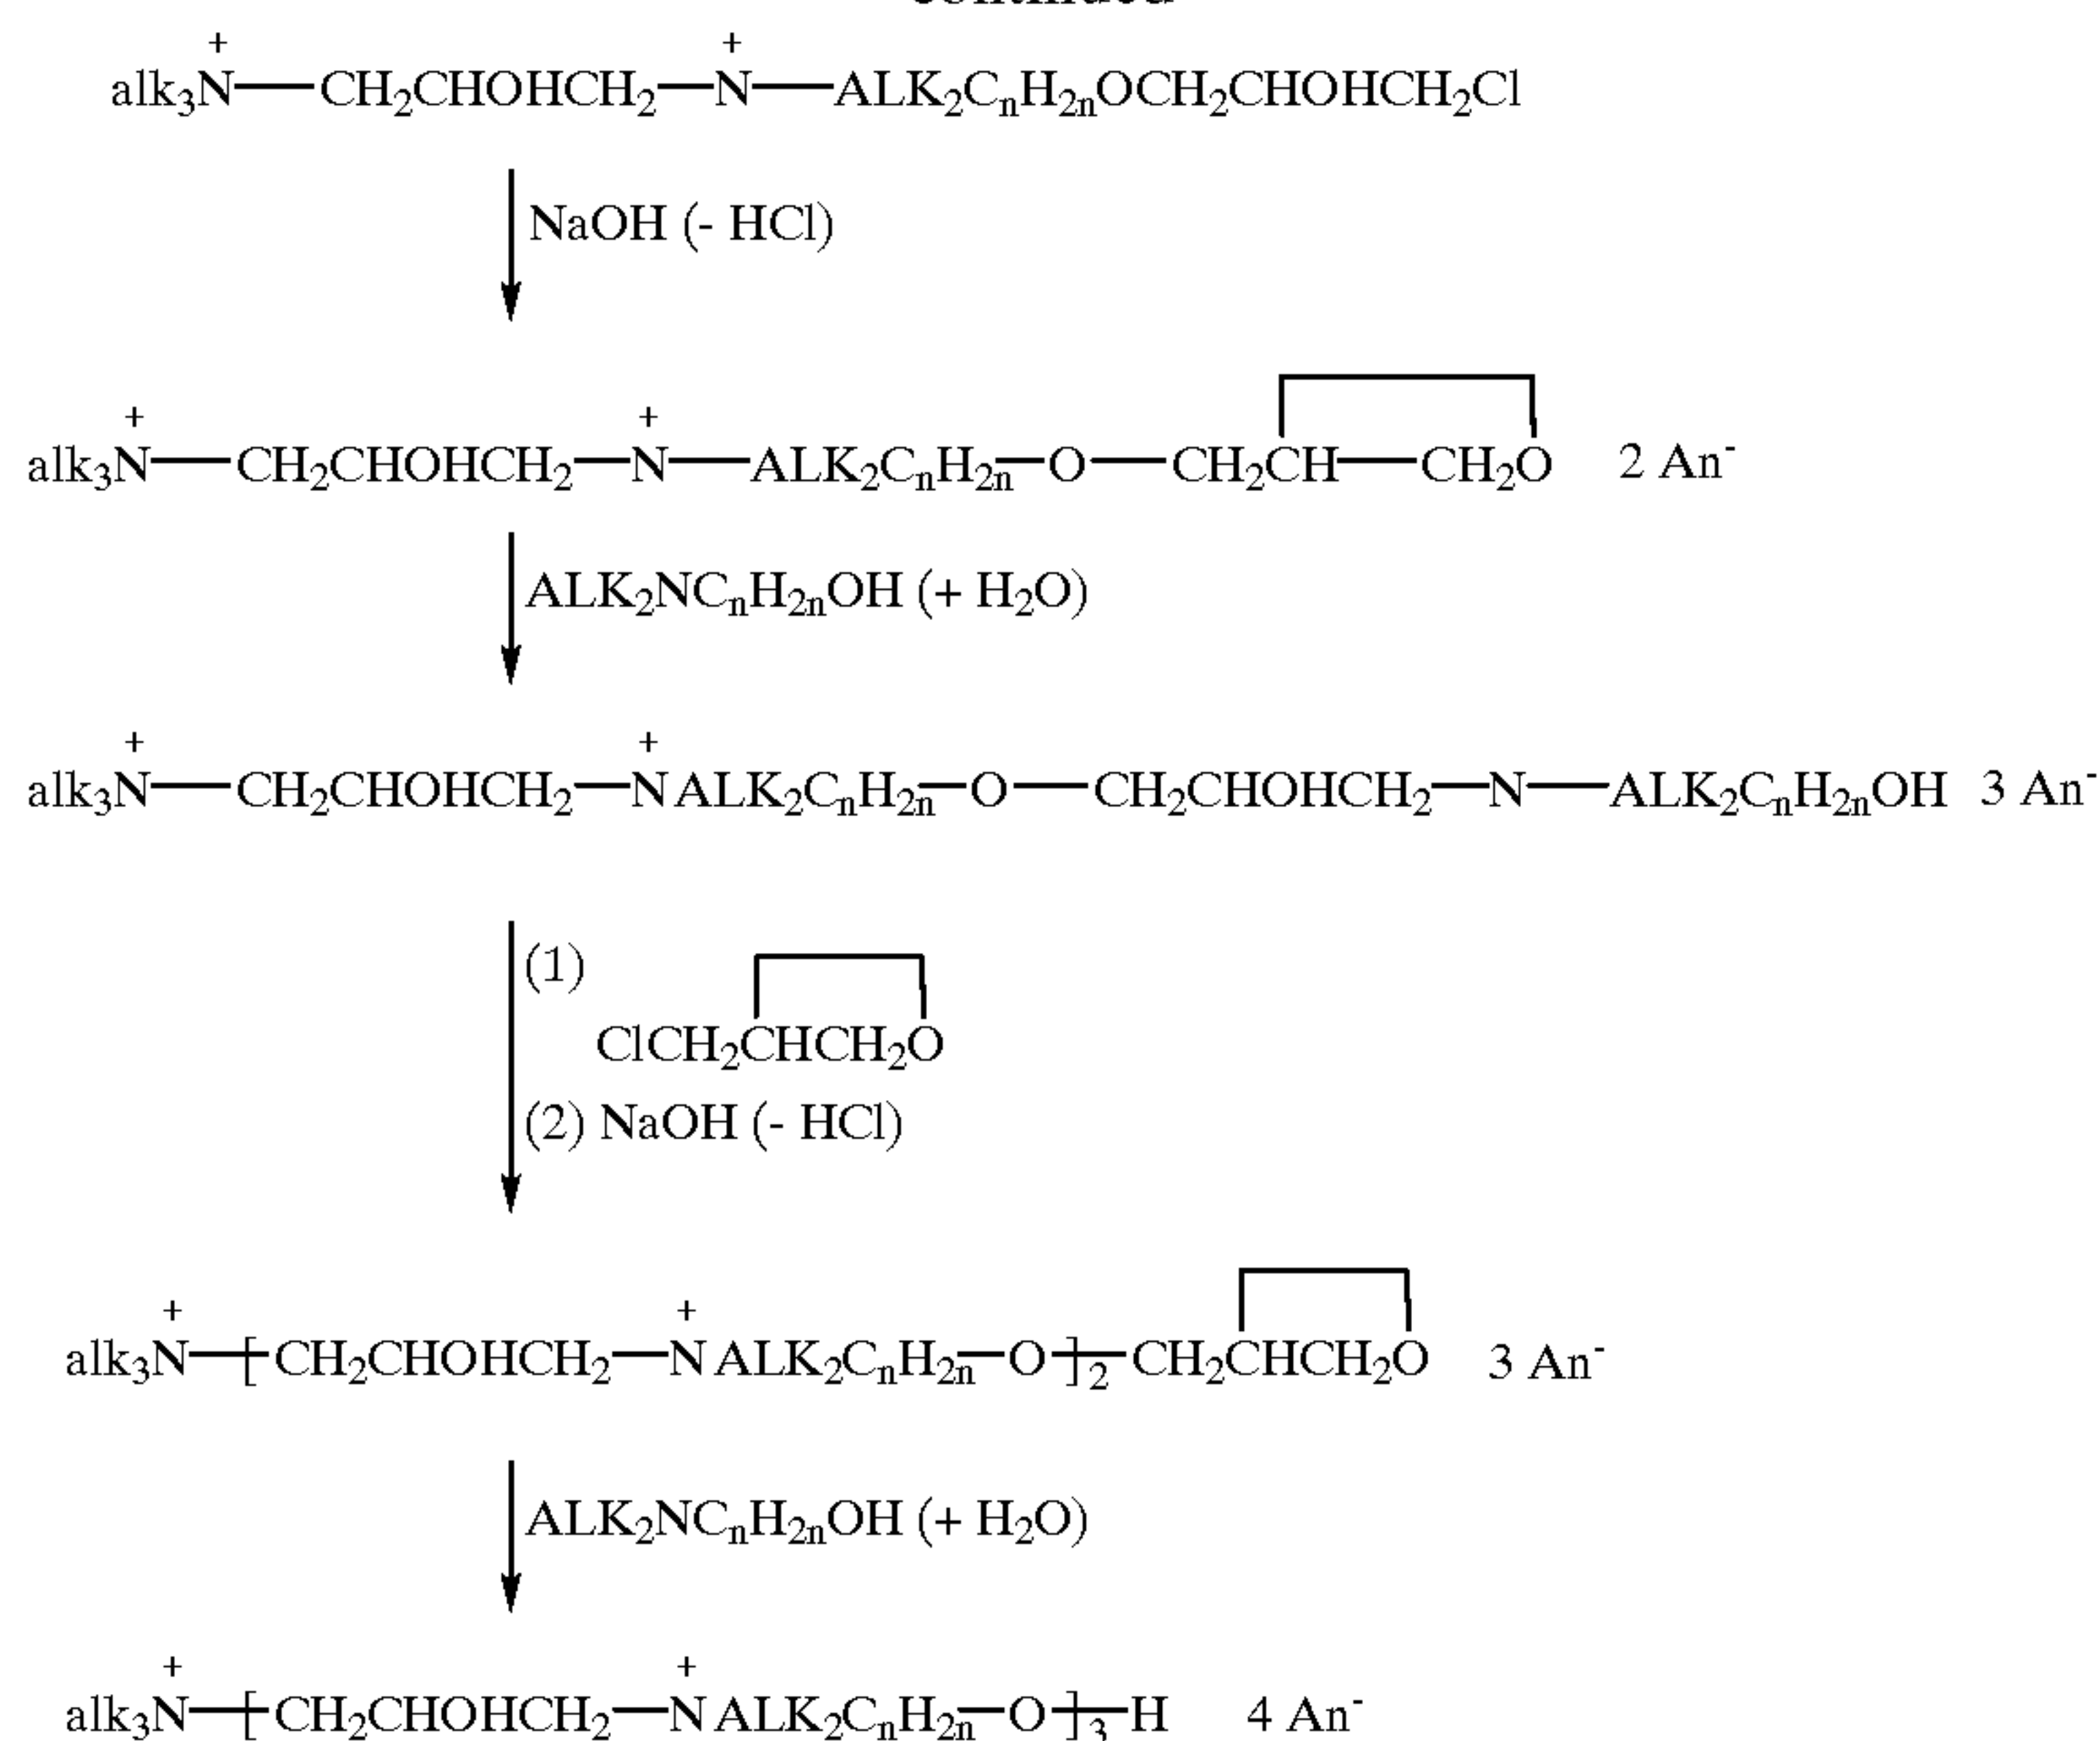 alk₃N⁺—CH₂CHOHCH₂—N⁺—ALK₂CₙH₂ₙOCH₂CHOHCH₂Cl
NaOH (- HCl)
alk₃N⁺—CH₂CHOHCH₂—N⁺—ALK₂CₙH₂ₙ—O—CH₂CH—CH₂O 2 An⁻
ALK₂NCₙH₂ₙOH (+ H₂O)
alk₃N⁺—CH₂CHOHCH₂—N⁺ALK₂CₙH₂ₙ—O—CH₂CHOHCH₂—N—ALK₂CₙH₂ₙOH 3 An⁻
(1)
ClCH₂CHCH₂O
(2) NaOH (- HCl)
alk₃N⁺—[CH₂CHOHCH₂—N⁺ALK₂CₙH₂ₙ—O]₂—CH₂CHCH₂O 3 An⁻
ALK₂NCₙH₂ₙOH (+ H₂O)
alk₃N⁺—[CH₂CHOHCH₂—N⁺ALK₂CₙH₂ₙ—O]₃—H 4 An⁻